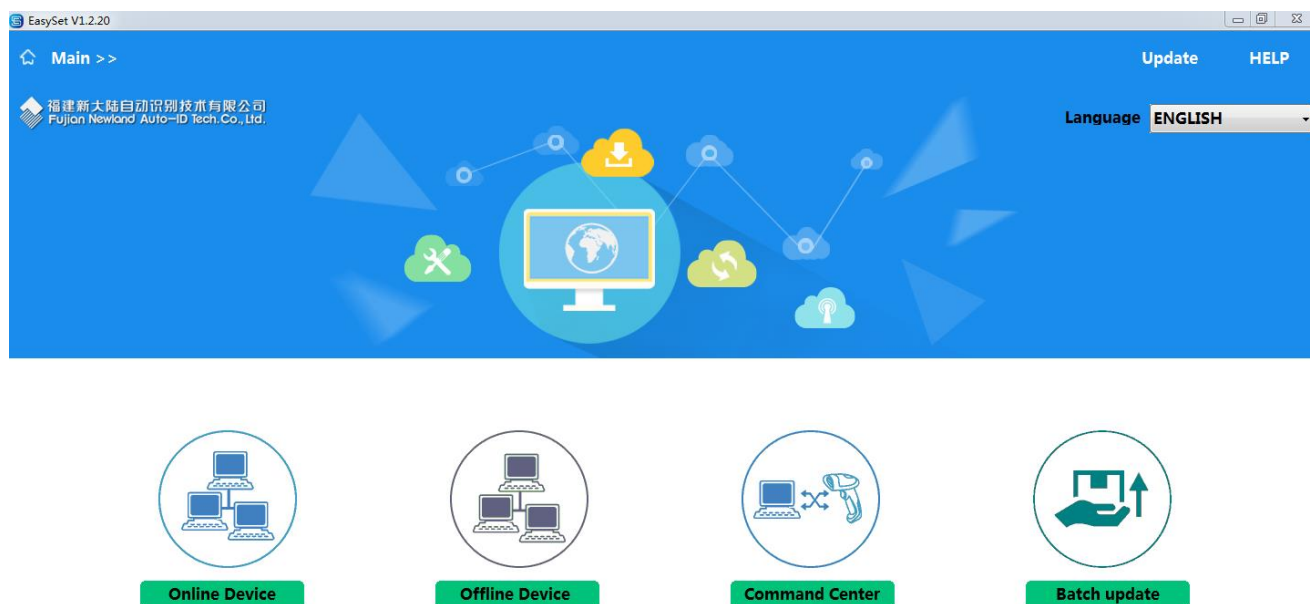 EasySet V1.2.20
Main >>
Update
HELP
福建新大陆自动识别技术有限公司
Fujian Newland Auto-ID Tech.Co.,Ltd.
Language
ENGLISH
Online Device
Offline Device
Command Center
Batch update